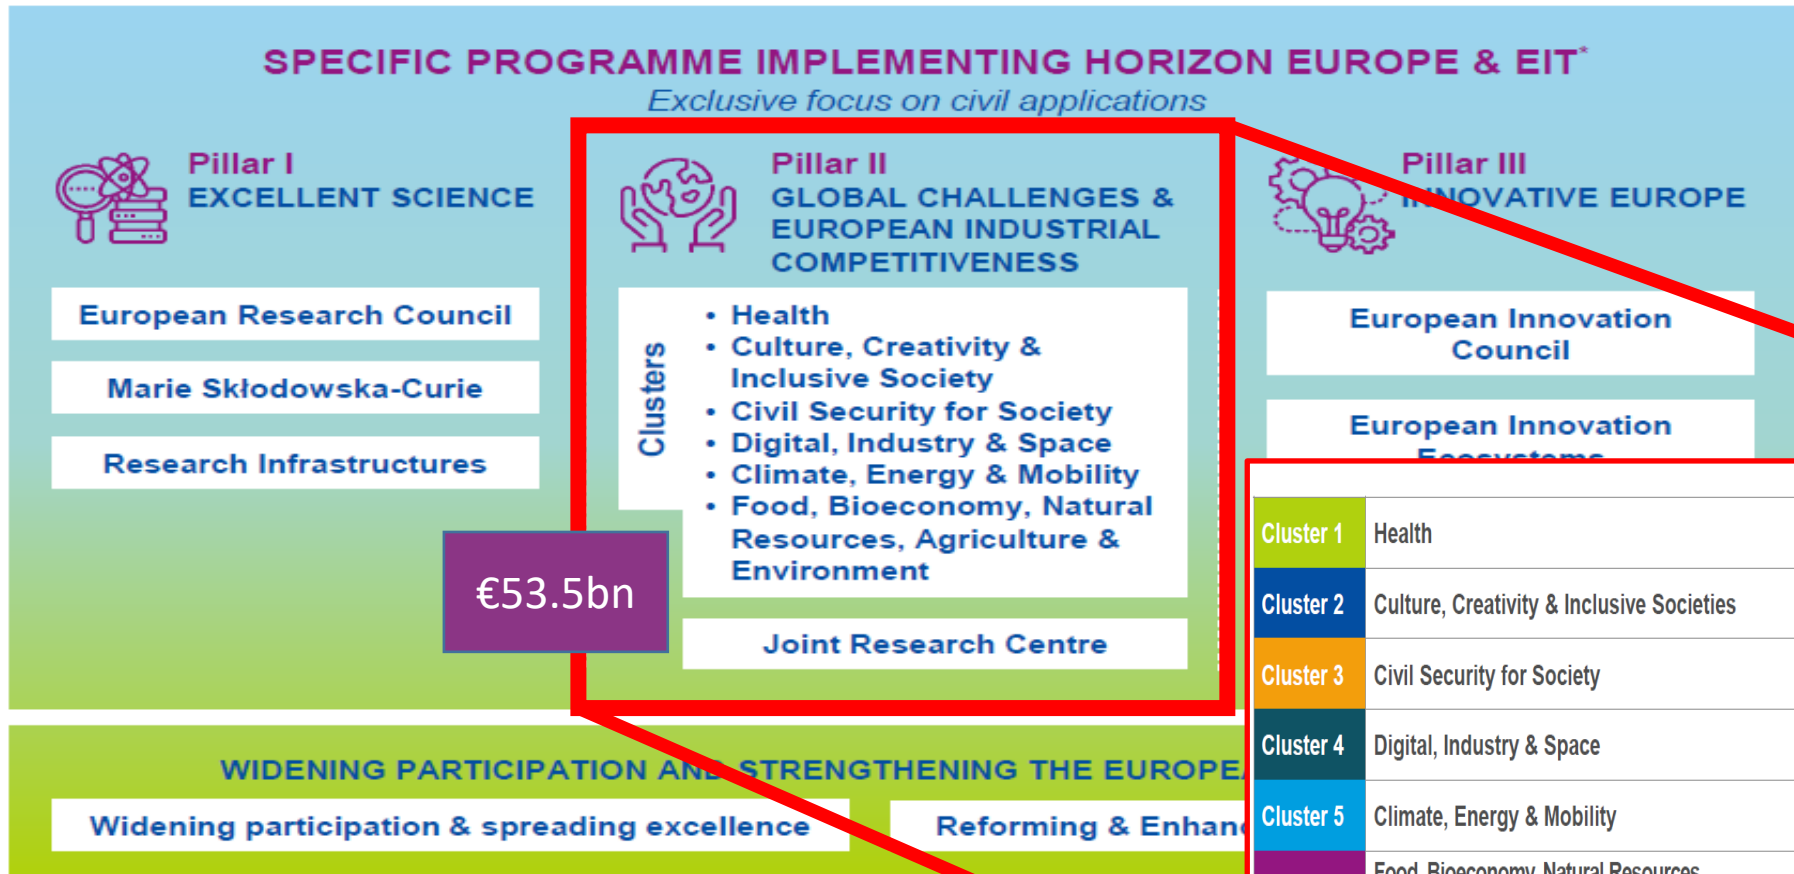 SPECIFIC PROGRAMME IMPLEMENTING HORIZON EUROPE & EIT*
Exclusive focus on civil applications
Pillar I
EXCELLENT SCIENCE
European Research Council
Marie Skłodowska-Curie
Research Infrastructures
Pillar II
GLOBAL CHALLENGES &
EUROPEAN INDUSTRIAL
COMPETITIVENESS
Clusters
• Health
• Culture, Creativity &
Inclusive Society
• Civil Security for Society
• Digital, Industry & Space
• Climate, Energy & Mobility
• Food, Bioeconomy, Natural
Resources, Agriculture &
Environment
Joint Research Centre
€53.5bn
Pillar III
INNOVATIVE EUROPE
European Innovation
Council
European Innovation
Ecosystems
Cluster 1 Health
Cluster 2 Culture, Creativity & Inclusive Societies
Cluster 3 Civil Security for Society
Cluster 4 Digital, Industry & Space
Cluster 5 Climate, Energy & Mobility
Food, Bioeconomy, Natural Resources
WIDENING PARTICIPATION AND STRENGTHENING THE
Widening participation & spreading excellence
Reforming &